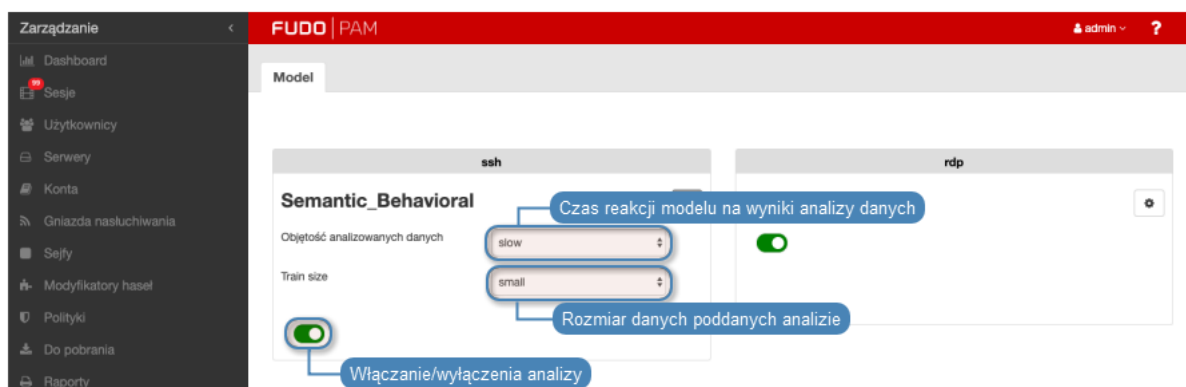 Zarządzanie
FUDO PAM
admin
?
Dashboard
Model
99
Sesje
Użytkownicy
Serwery
Konta
Gniazda nasłuchiwania
Sejfy
Modyfikatory haseł
Polityki
Do pobrania
Raporty
ssh
Semantic_Behavioral
Czas reakcji modelu na wyniki analizy danych
Objętość analizowanych danych
slow
Train size
small
Rozmiar danych poddanych analizie
Włączanie/wyłączenia analizy
rdp